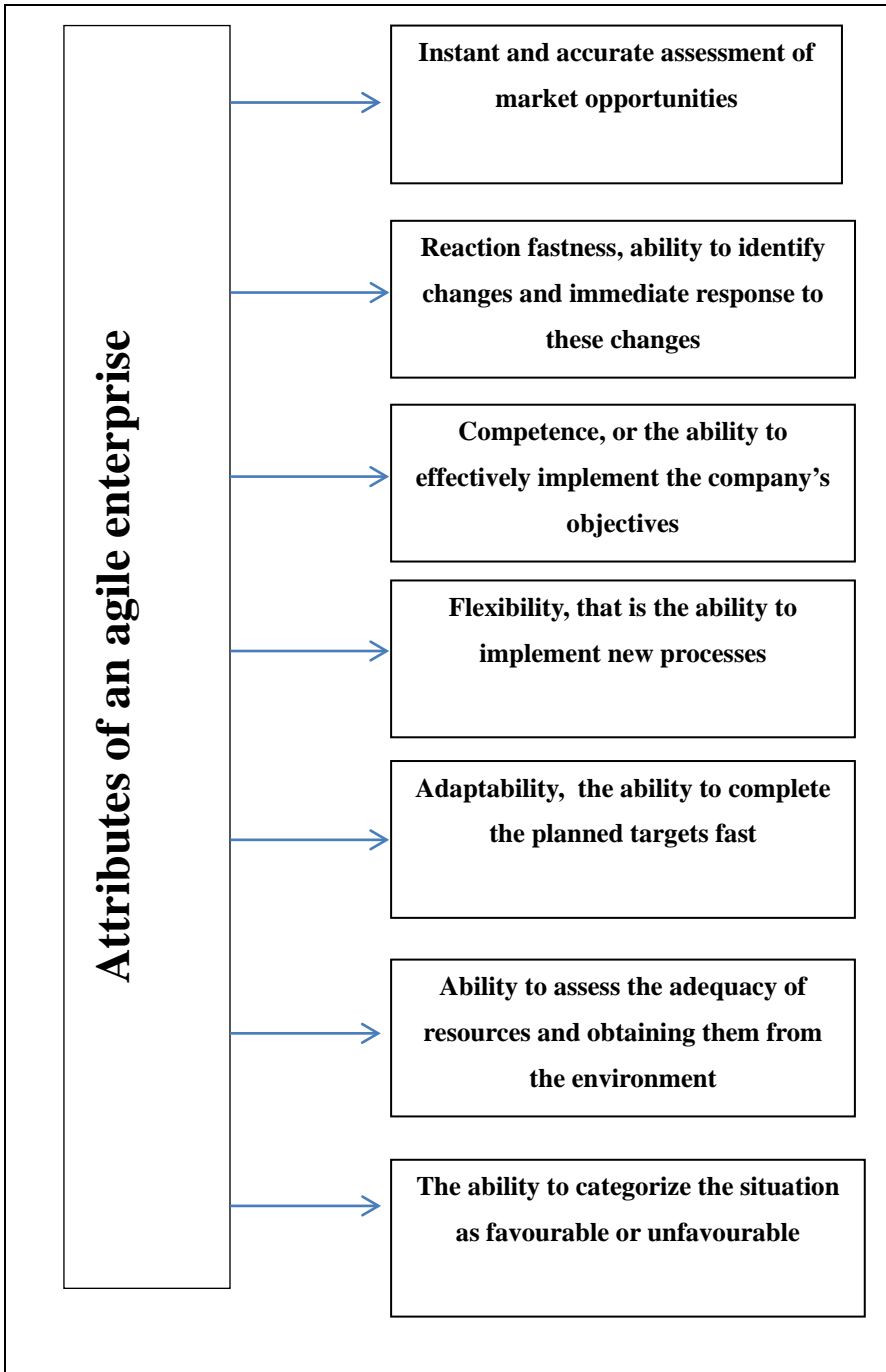 Attributes of an agile enterprise
Instant and accurate assessment of
market opportunities
Reaction fastness, ability to identify
changes and immediate response to
these changes
Competence, or the ability to
effectively implement the company’s
objectives
Flexibility, that is the ability to
implement new processes
Adaptability,  the ability to complete
the planned targets fast
Ability to assess the adequacy of
resources and obtaining them from
the environment
The ability to categorize the situation
as favourable or unfavourable